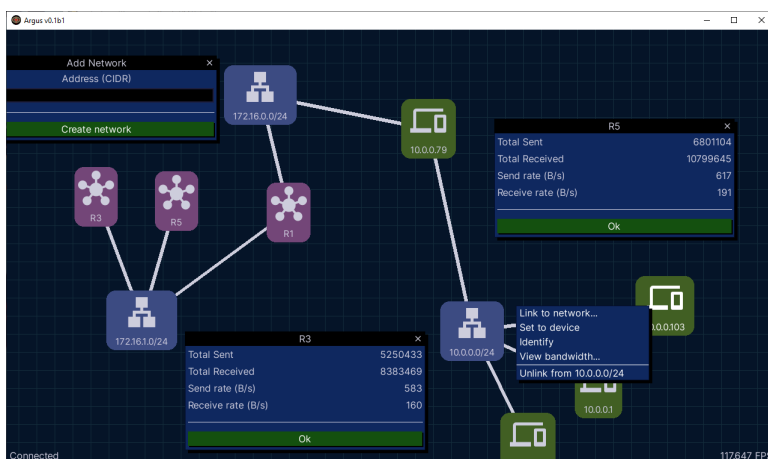 Argus v0.1b1
Add Network
Address (CIDR)
Create network
172.16.0.0/24
10.0.0.79
R5
Total Sent 6801104
Total Received 10799645
Send rate (B/s) 617
Receive rate (B/s) 191
Ok
R3
R5
R1
172.16.1.0/24
R3
Total Sent 5250433
Total Received 8383469
Send rate (B/s) 583
Receive rate (B/s) 160
Ok
10.0.0.0/24
Link to network...
Set to device
Identify
View bandwidth...
Unlink from 10.0.0.0/24
0.0.0.103
10.0.0.1
Connected
117.647 FPS